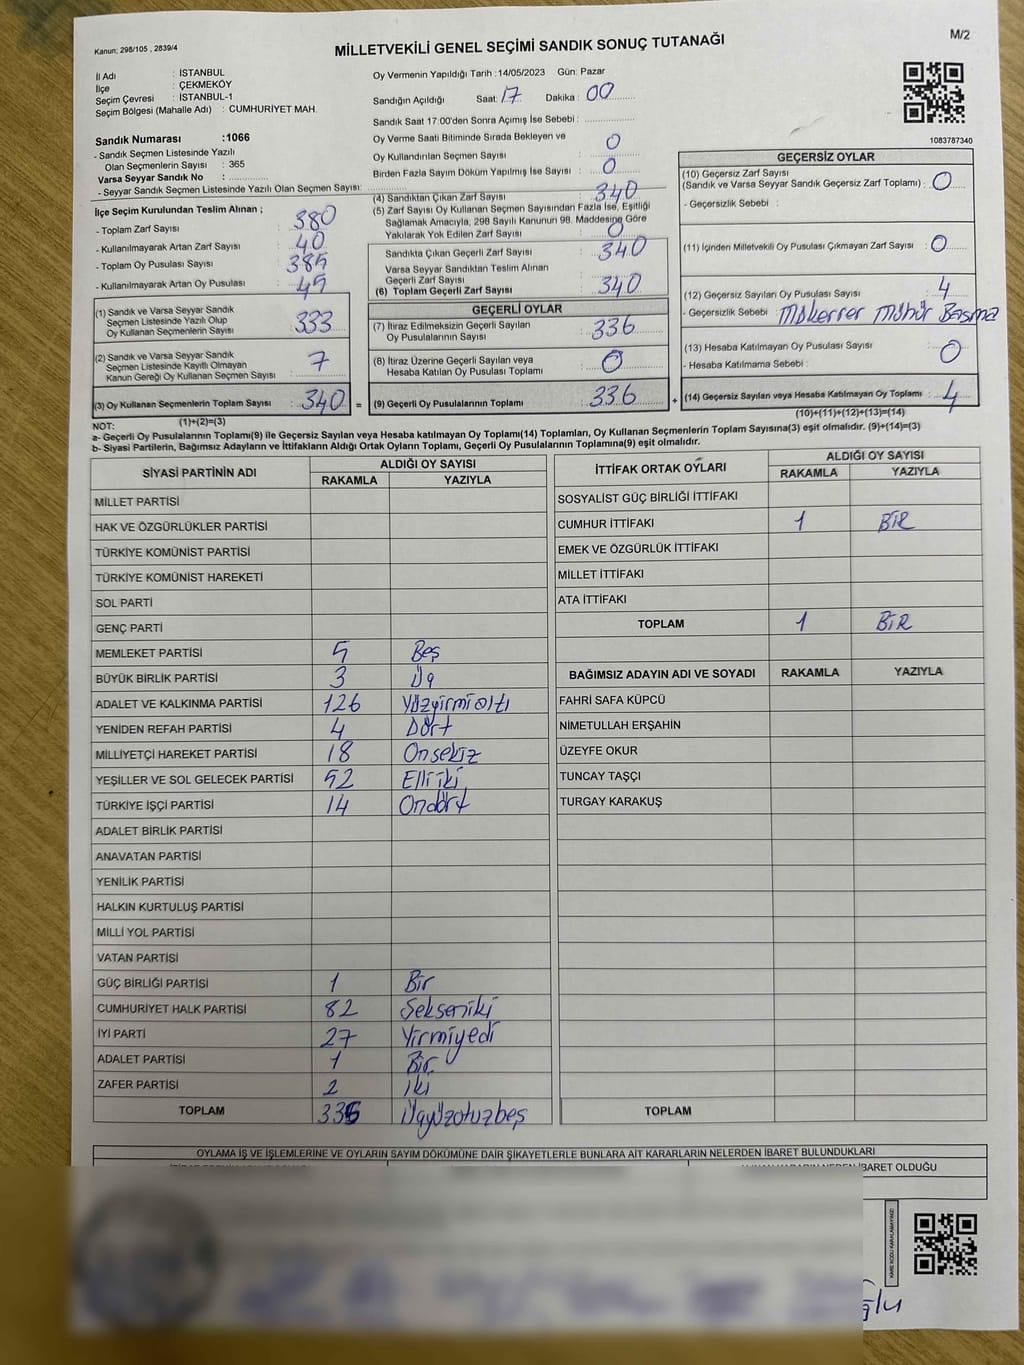 Kanun: 298/105 , 2839/4
MİLLETVEKİLİ GENEL SEÇİMİ SANDIK SONUÇ TUTANAĞI
M/2
İl Adı : İSTANBUL
İlçe : ÇEKMEKÖY
Seçim Çevresi : İSTANBUL-1
Seçim Bölgesi (Mahalle Adı) : CUMHURİYET MAH.
Oy Vermenin Yapıldığı Tarih :14/05/2023 Gün: Pazar
Sandığın Açıldığı Saat: 17 Dakika : 00
Sandık Saat 17:00'den Sonra Açımış İse Sebebi :
Sandık Numarası :1066
- Sandık Seçmen Listesinde Yazılı
Olan Seçmenlerin Sayısı : 365
Varsa Seyyar Sandık No :
- Seyyar Sandık Seçmen Listesinde Yazılı Olan Seçmen Sayısı:
Oy Verme Saati Bitiminde Sırada Bekleyen ve
Oy Kullandırılan Seçmen Sayısı : 0
Birden Fazla Sayım Döküm Yapılmış İse Sayısı : 0
1083787340
İlçe Seçim Kurulundan Teslim Alınan ;
- Toplam Zarf Sayısı : 380
- Kullanılmayarak Artan Zarf Sayısı : 40
- Toplam Oy Pusulası Sayısı : 385
- Kullanılmayarak Artan Oy Pusulası : 45
(4) Sandıktan Çıkan Zarf Sayısı : 340
(5) Zarf Sayısı Oy Kullanan Seçmen Sayısından Fazla İse, Eşitliği
Sağlamak Amacıyla, 298 Sayılı Kanunun 98. Maddesine Göre
Yakılarak Yok Edilen Zarf Sayısı : 0
Sandıkta Çıkan Geçerli Zarf Sayısı : 340
Varsa Seyyar Sandıktan Teslim Alınan
Geçerli Zarf Sayısı :
(6) Toplam Geçerli Zarf Sayısı : 340
GEÇERSİZ OYLAR
(10) Geçersiz Zarf Sayısı
(Sandık ve Varsa Seyyar Sandık Geçersiz Zarf Toplamı) : 0
- Geçersizlik Sebebi :
(11) İçinden Milletvekili Oy Pusulası Çıkmayan Zarf Sayısı : 0
(12) Geçersiz Sayılan Oy Pusulası Sayısı : 4
- Geçersizlik Sebebi : Mükerrer Mühür Basma
(13) Hesaba Katılmayan Oy Pusulası Sayısı : 0
- Hesaba Katılmama Sebebi :
(14) Geçersiz Sayılan veya Hesaba Katılmayan Oy Toplamı : 4
(10)+(11)+(12)+(13)=(14)
(1) Sandık ve Varsa Seyyar Sandık
Seçmen Listesinde Yazılı Olup
Oy Kullanan Seçmenlerin Sayısı : 333
(2) Sandık ve Varsa Seyyar Sandık
Seçmen Listesinde Kayıtlı Olmayan
Kanun Gereği Oy Kullanan Seçmen Sayısı : 7
(3) Oy Kullanan Seçmenlerin Toplam Sayısı : 340 =
(1)+(2)=(3)
GEÇERLİ OYLAR
(7) İtiraz Edilmeksizin Geçerli Sayılan
Oy Pusulalarının Sayısı : 336
(8) İtiraz Üzerine Geçerli Sayılan veya
Hesaba Katılan Oy Pusulası Toplamı : 0
(9) Geçerli Oy Pusulalarının Toplamı : 336 +
NOT:
a- Geçerli Oy Pusulalarının Toplamı(9) ile Geçersiz Sayılan veya Hesaba katılmayan Oy Toplamı(14) Toplamları, Oy Kullanan Seçmenlerin Toplam Sayısına(3) eşit olmalıdır. (9)+(14)=(3)
b- Siyasi Partilerin, Bağımsız Adayların ve İttifakların Aldığı Ortak Oyların Toplamı, Geçerli Oy Pusulalarının Toplamına(9) eşit olmalıdır.
SİYASİ PARTİNİN ADI ALDIĞI OY SAYISI
RAKAMLA YAZIYLA
MİLLET PARTİSİ
HAK VE ÖZGÜRLÜKLER PARTİSİ
TÜRKİYE KOMÜNİST PARTİSİ
TÜRKİYE KOMÜNİST HAREKETİ
SOL PARTİ
GENÇ PARTİ
MEMLEKET PARTİSİ 5 Beş
BÜYÜK BİRLİK PARTİSİ 3 Üç
ADALET VE KALKINMA PARTİSİ 126 Yüzyirmialtı
YENİDEN REFAH PARTİSİ 4 Dört
MİLLİYETÇİ HAREKET PARTİSİ 18 Onsekiz
YEŞİLLER VE SOL GELECEK PARTİSİ 52 Elliiki
TÜRKİYE İŞÇİ PARTİSİ 14 Ondört
ADALET BİRLİK PARTİSİ
ANAVATAN PARTİSİ
YENİLİK PARTİSİ
HALKIN KURTULUŞ PARTİSİ
MİLLİ YOL PARTİSİ
VATAN PARTİSİ
GÜÇ BİRLİĞİ PARTİSİ 1 Bir
CUMHURİYET HALK PARTİSİ 82 Sekseniki
İYİ PARTİ 27 Yirmiyedi
ADALET PARTİSİ 1 Bir
ZAFER PARTİSİ 2 iki
TOPLAM 335 Üçyüzotuzbeş
İTTİFAK ORTAK OYLARI ALDIĞI OY SAYISI
RAKAMLA YAZIYLA
SOSYALİST GÜÇ BİRLİĞİ İTTİFAKI
CUMHUR İTTİFAKI 1 BİR
EMEK VE ÖZGÜRLÜK İTTİFAKI
MİLLET İTTİFAKI
ATA İTTİFAKI
TOPLAM 1 BİR
BAĞIMSIZ ADAYIN ADI VE SOYADI RAKAMLA YAZIYLA
FAHRİ SAFA KÜPCÜ
NİMETULLAH ERŞAHİN
ÜZEYFE OKUR
TUNCAY TAŞÇI
TURGAY KARAKUŞ
TOPLAM
OYLAMA İŞ VE İŞLEMLERİNE VE OYLARIN SAYIM DÖKÜMÜNE DAİR ŞİKAYETLERLE BUNLARA AİT KARARLARIN NELERDEN İBARET BULUNDUKLARI
İBARET OLDUĞU
KARE KODU KARALAMAYINIZ!